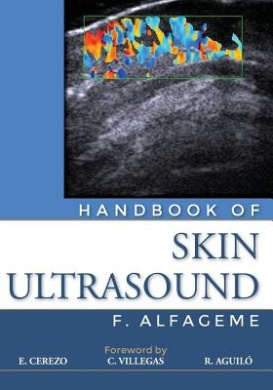 HANDBOOK OF
SKIN
ULTRASOUND
F. ALFAGEME
Foreword by
E. CEREZO C. VILLEGAS R. AGUILÓ